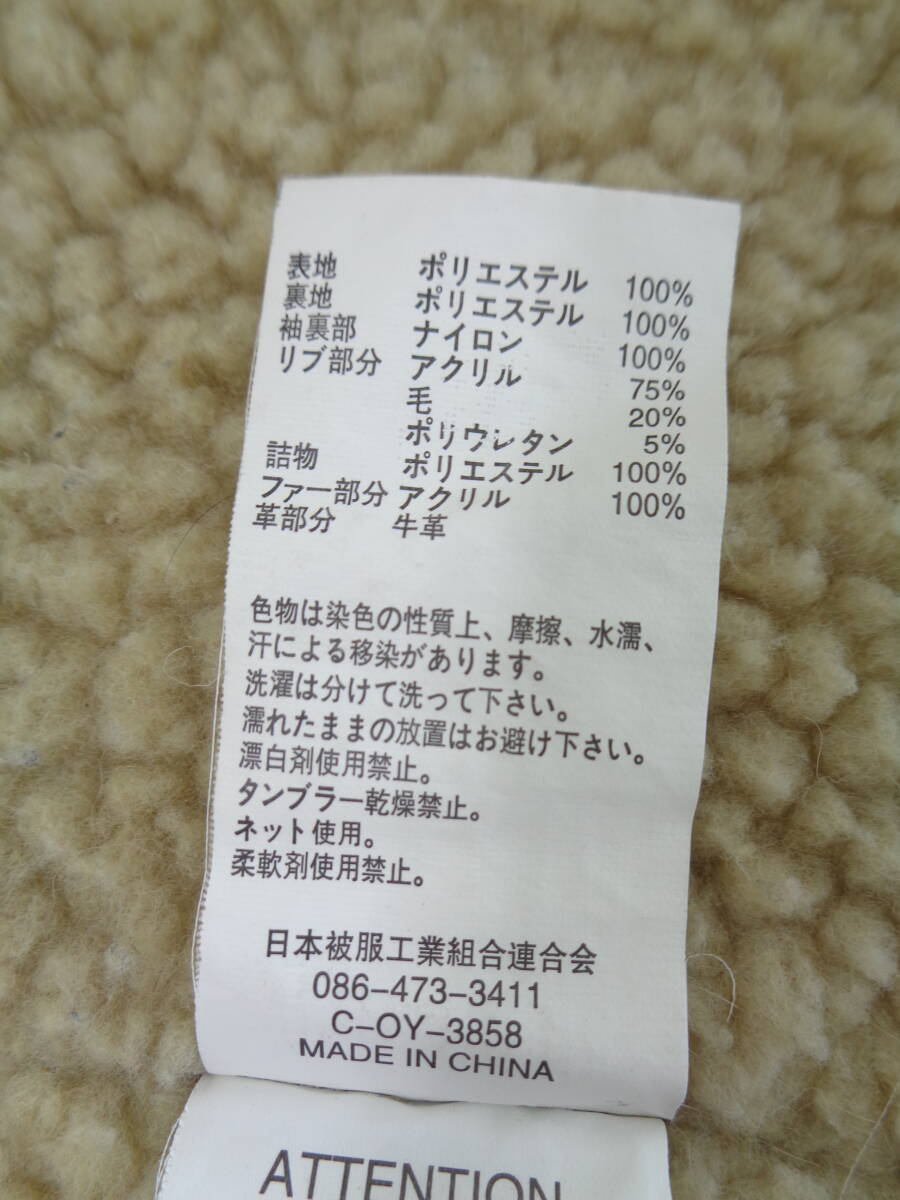 表地 ポリエステル 100%
裏地 ポリエステル 100%
袖裏部 ナイロン 100%
リブ部分 アクリル 75%
毛 20%
ポリウレタン 5%
詰物 ポリエステル 100%
ファー部分 アクリル 100%
革部分 牛革
色物は染色の性質上、摩擦、水濡、
汗による移染があります。
洗濯は分けて洗って下さい。
濡れたままの放置はお避け下さい。
漂白剤使用禁止。
タンブラー乾燥禁止。
ネット使用。
柔軟剤使用禁止。
日本被服工業組合連合会
086-473-3411
C-OY-3858
MADE IN CHINA
ATTENTION